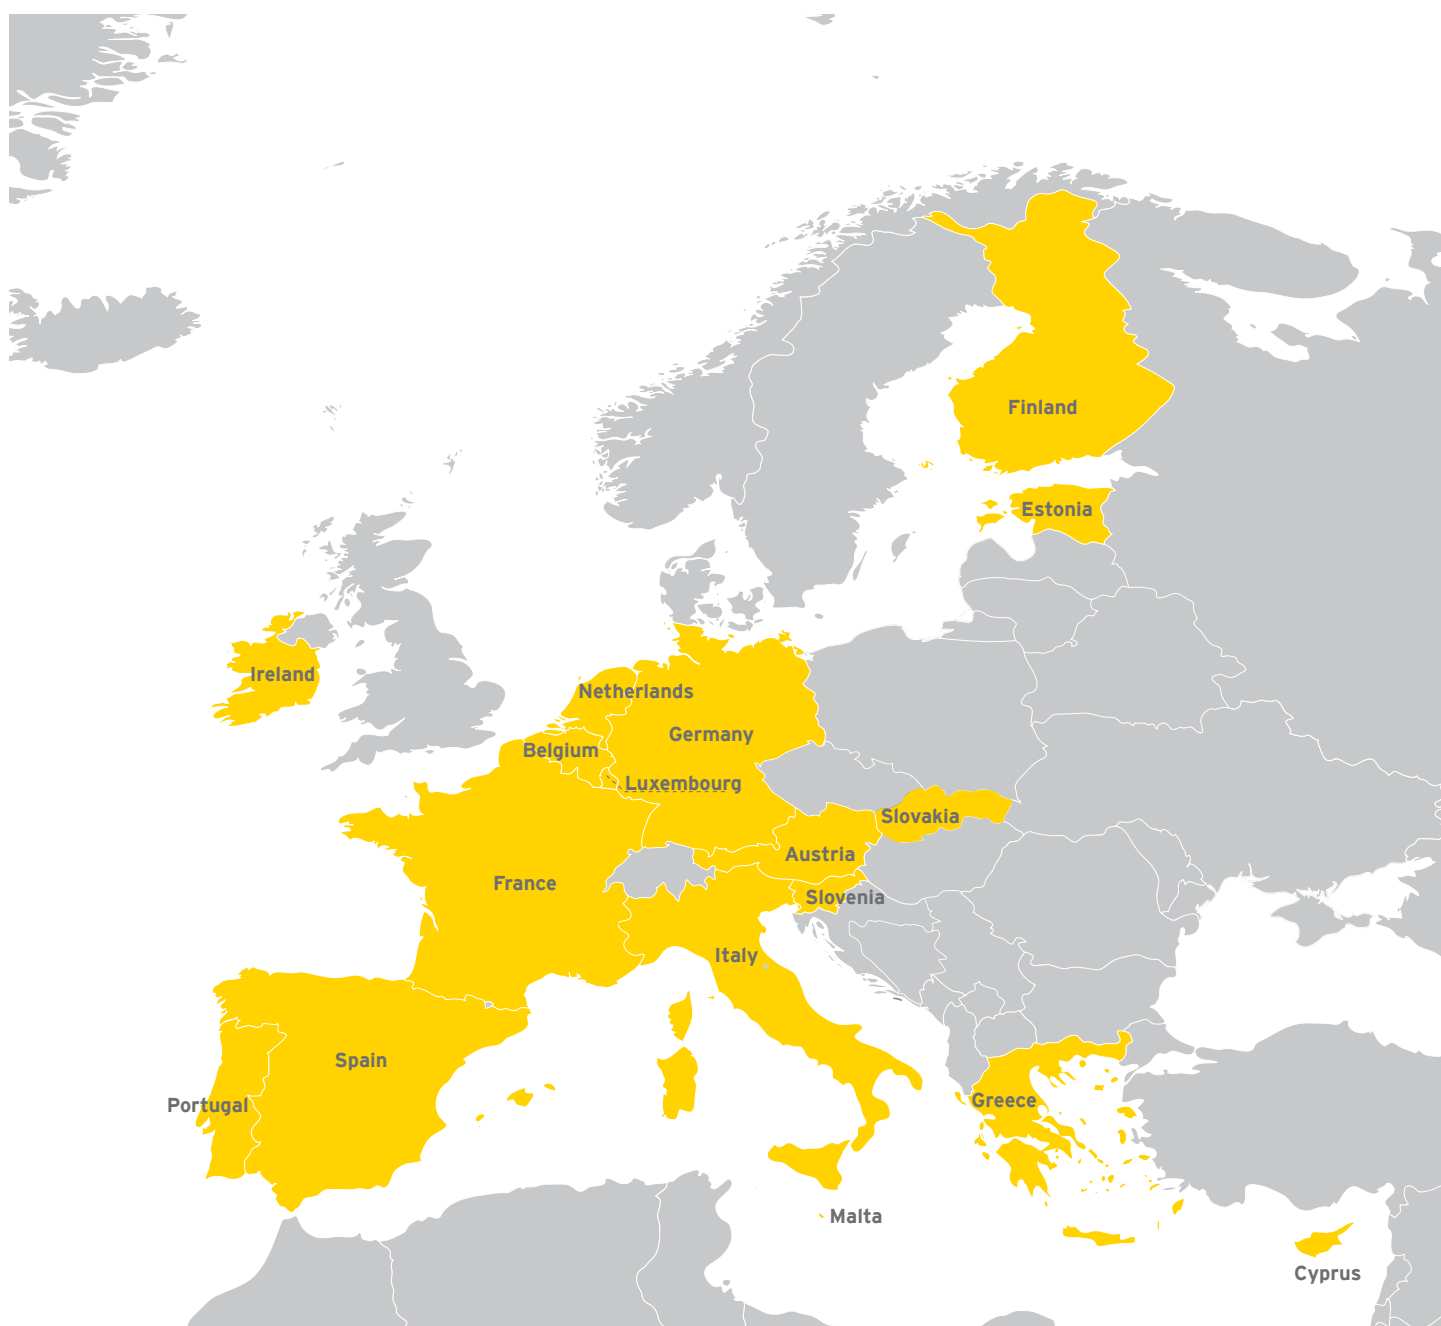 Finland
Estonia
Ireland
Netherlands
Germany
Belgium
Luxembourg
Slovakia
Austria
France
Slovenia
Italy
Spain
Portugal
Greece
Malta
Cyprus